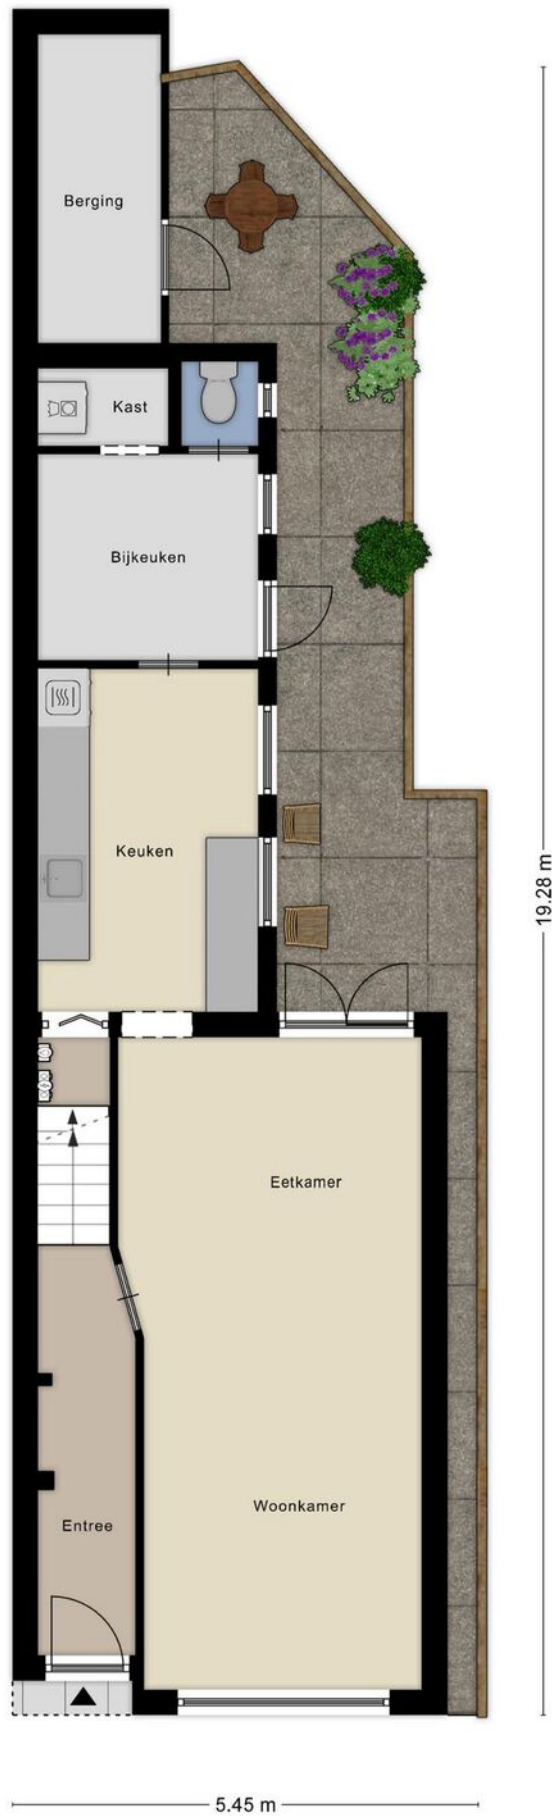 Berging
Kast
Bijkeuken
Keuken
19.28 m
Eetkamer
Woonkamer
Entree
5.45 m